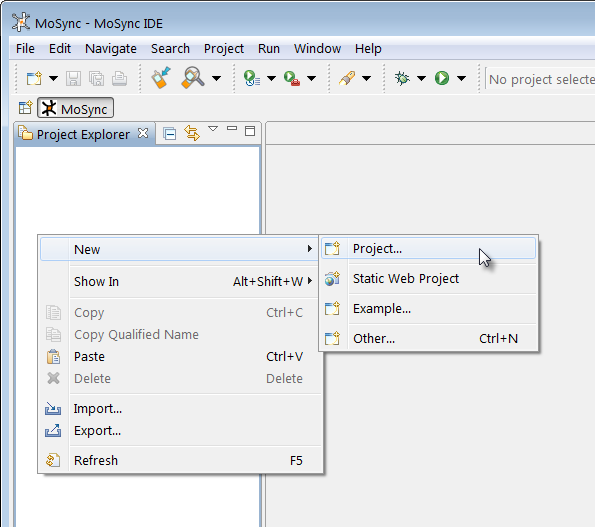 MoSync - MoSync IDE
File Edit Navigate Search Project Run Window Help
No project selecte
MoSync
Project Explorer
New
Project...
Show In Alt+Shift+W
Static Web Project
Copy Ctrl+C
Example...
Copy Qualified Name
Other... Ctrl+N
Paste Ctrl+V
Delete Delete
Import...
Export...
Refresh F5